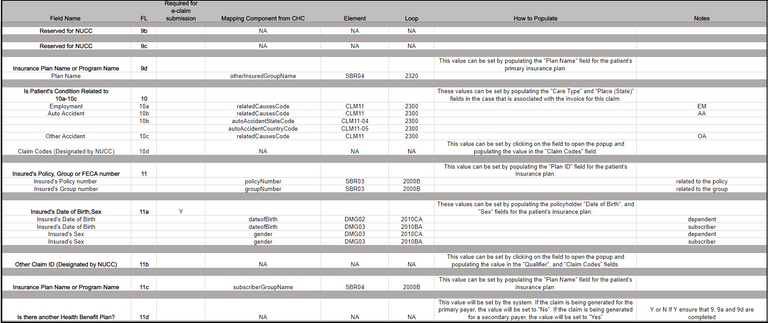 Required for
e-claim
Field Name FL submission Mapping Component from CHC Element Loop How to Populate Notes
Reserved for NUCC 9b NA NA NA
Reserved for NUCC 9c NA NA NA
This value can be set by populating the "Plan Name" field for the patient's
Insurance Plan Name or Program Name 9d primary insurance plan
Plan Name otherInsuredGroupName SBR04 2320
Is Patient's Condition Related to These values can be set by populating the "Care Type" and "Place (State)"
10a-10c 10 fields in the case that is associated with the invoice for this claim.
Employment 10a relatedCausesCode CLM11 2300 EM
Auto Accident 10b relatedCausesCode CLM11 2300 AA
10b autoAccidentStateCode CLM11-04 2300
autoAccidentCountryCode CLM11-05 2300
Other Accident 10c relatedCausesCode CLM11 2300 OA
This value can be set by clicking on the field to open the popup and
Claim Codes (Designated by NUCC) 10d NA NA NA populating the value in the "Claim Codes" field.
This value can be set by populating the "Plan ID" field for the patient's
Insured's Policy, Group or FECA number 11 insurance plan.
Insured's Policy number policyNumber SBR03 2000B related to the policy
Insured's Group number groupNumber SBR03 2000B related to the group
These values can be set by populating the policyholder "Date of Birth", and
Insured's Date of Birth,Sex 11a Y "Sex" fields for the patient's insurance plan.
Insured's Date of Birth dateofBirth DMG02 2010CA dependent
Insured's Date of Birth dateofBirth DMG03 2010BA subscriber
Insured's Sex gender DMG03 2010CA dependent
Insured's Sex gender DMG03 2010BA subscriber
This value can be set by clicking on the field to open the popup and
Other Claim ID (Designated by NUCC) 11b NA NA NA populating the value in the "Qualifier", and "Claim Codes" fields.
This value can be set by populating the "Plan Name" field for the patient's
Insurance Plan Name or Program Name 11c subscriberGroupName SBR04 2000B insurance plan
This value will be set by the system. If the claim is being generated for the
primary payer, the value will be set to "No". If the claim is being generated Y or N If Y ensure that 9, 9a and 9d are
Is there another Health Benefit Plan? 11d for a secondary payer, the value will be set to "Yes" completed